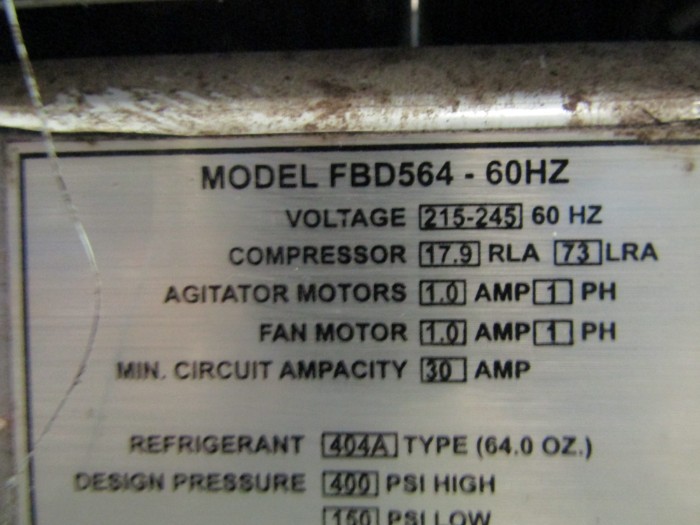 MODEL FBD564 - 60HZ
VOLTAGE 215-245 60 HZ
COMPRESSOR 17.9 RLA 73 LRA
AGITATOR MOTORS 1.0 AMP 1 PH
FAN MOTOR 1.0 AMP 1 PH
MIN. CIRCUIT AMPACITY 30 AMP
REFRIGERANT 404A TYPE (64.0 OZ.)
DESIGN PRESSURE 400 PSI HIGH
150 PSI LOW